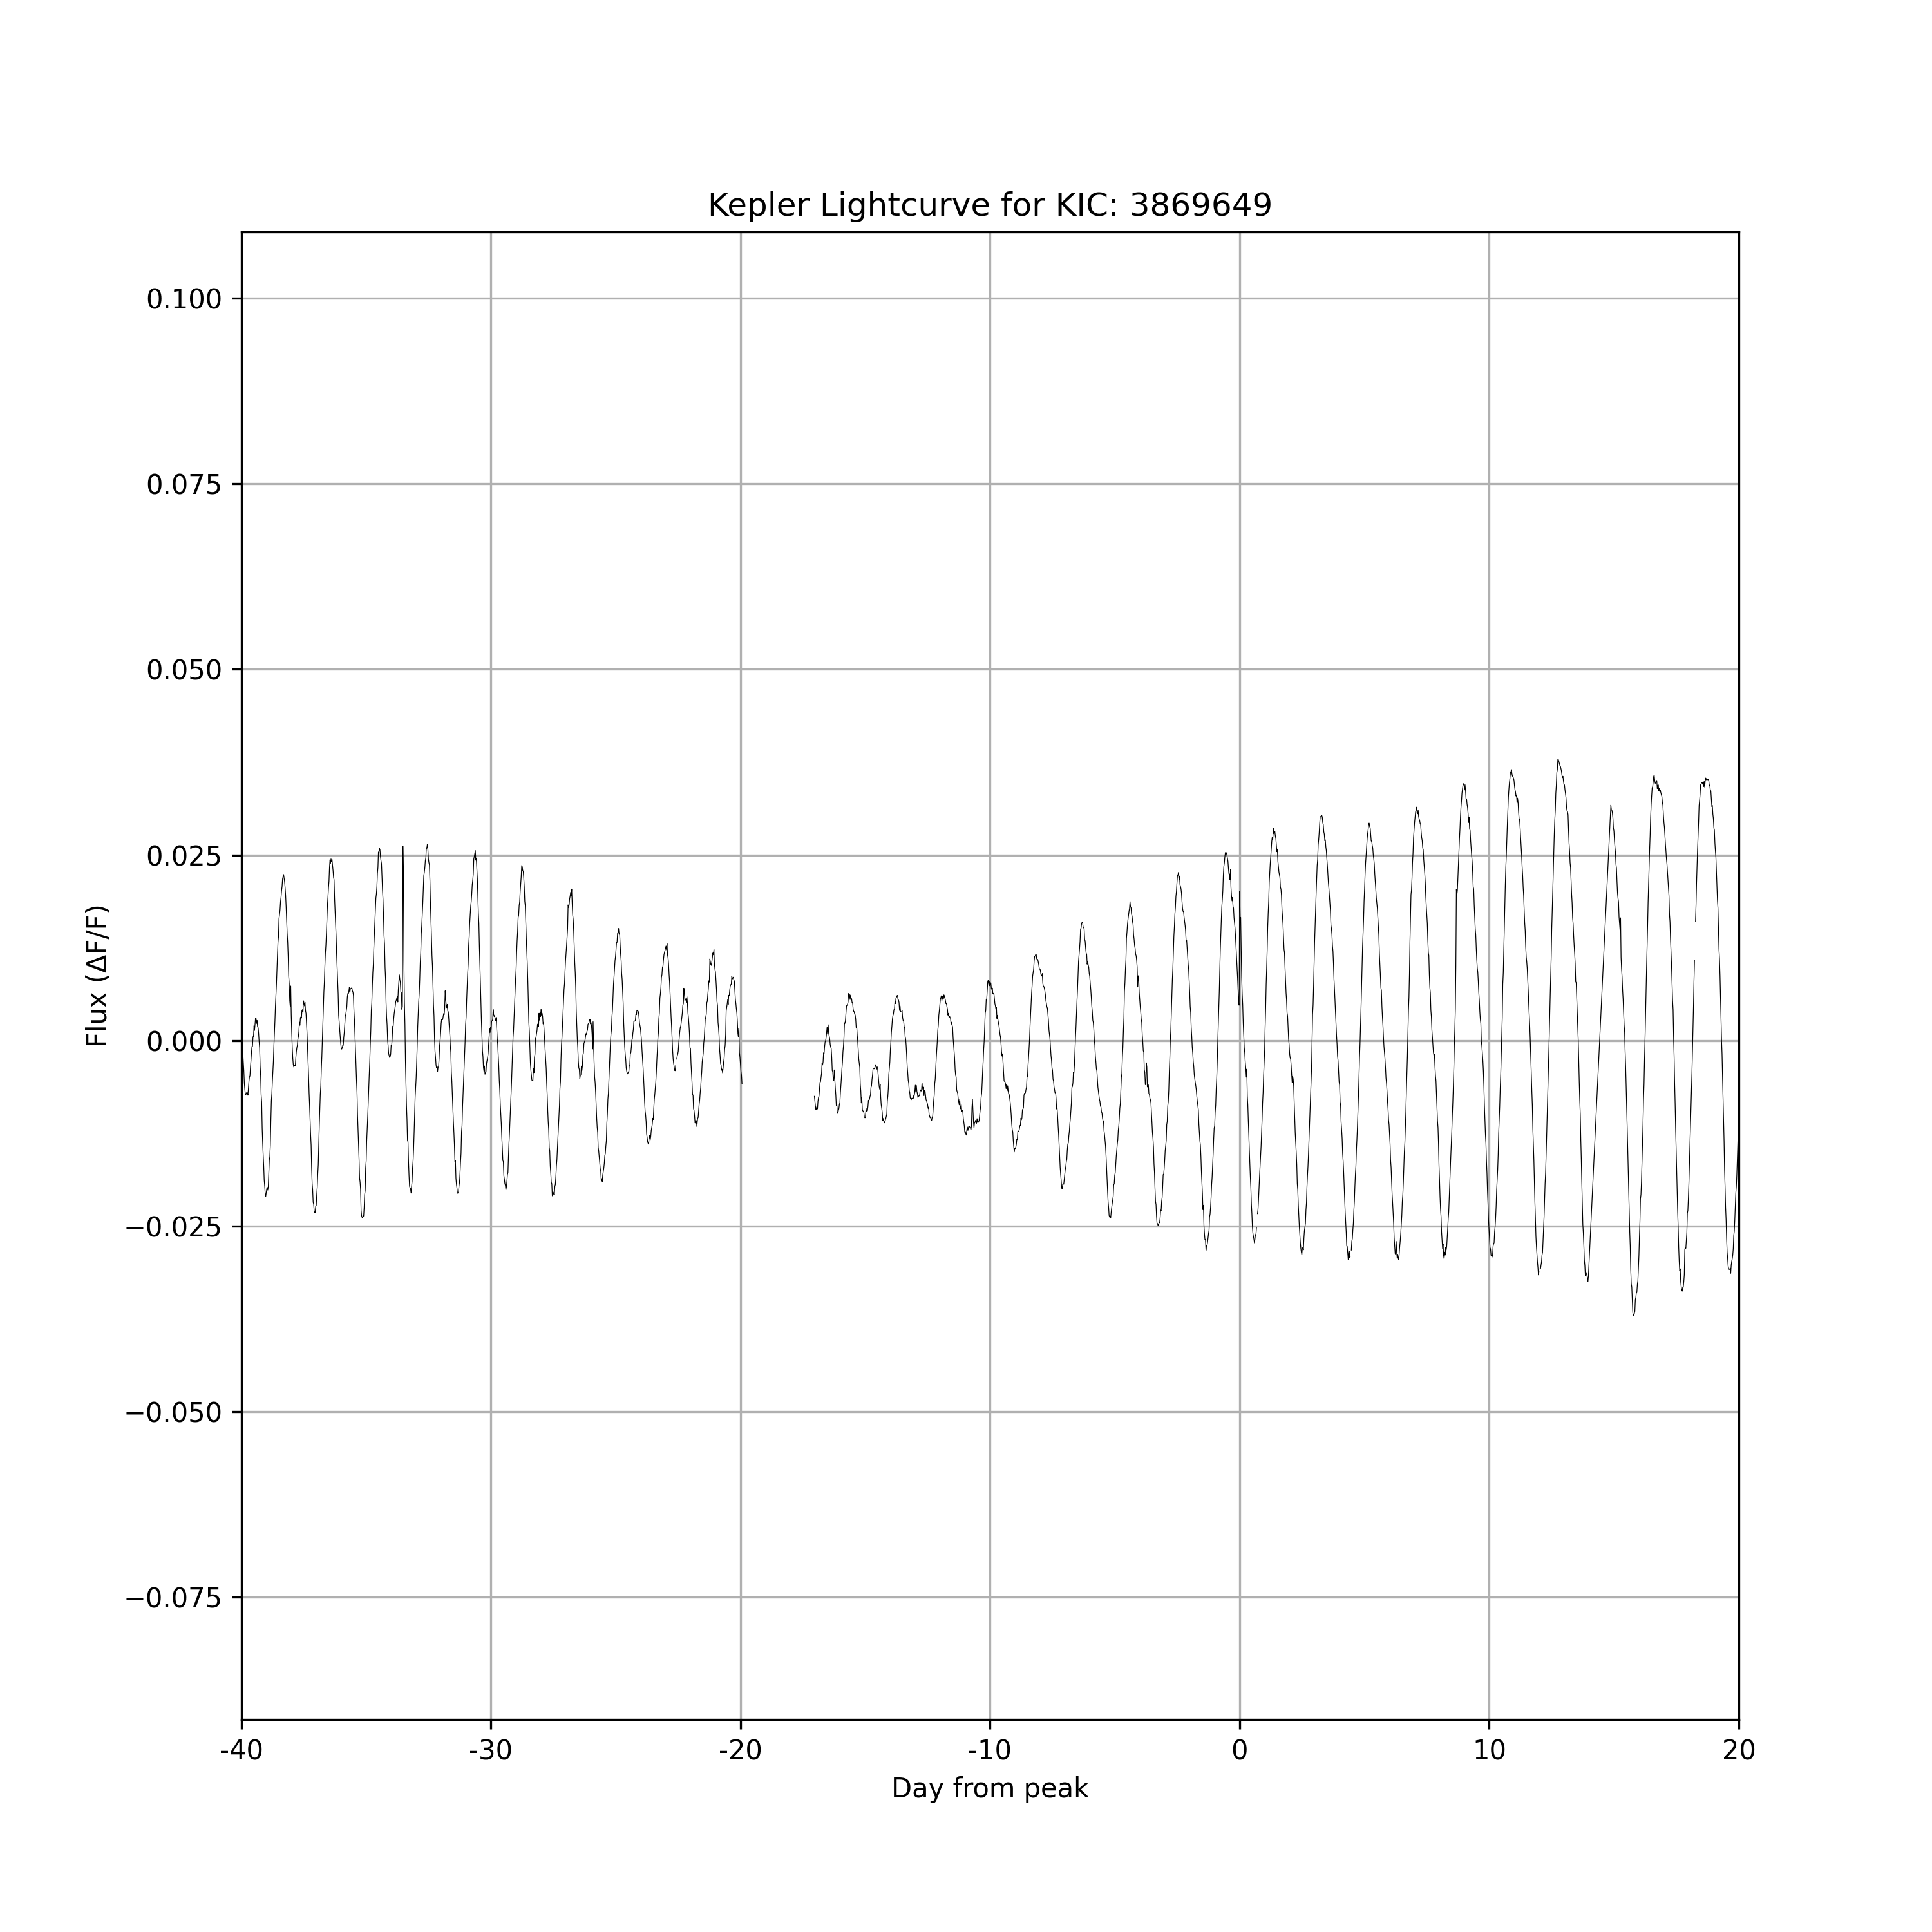 Kepler Lightcurve for KIC: 3869649
0.100
0.075
0.050
0.025
0.000
−0.025
−0.050
−0.075
Flux (ΔF/F)
-40 -30 -20 -10 0 10 20
Day from peak